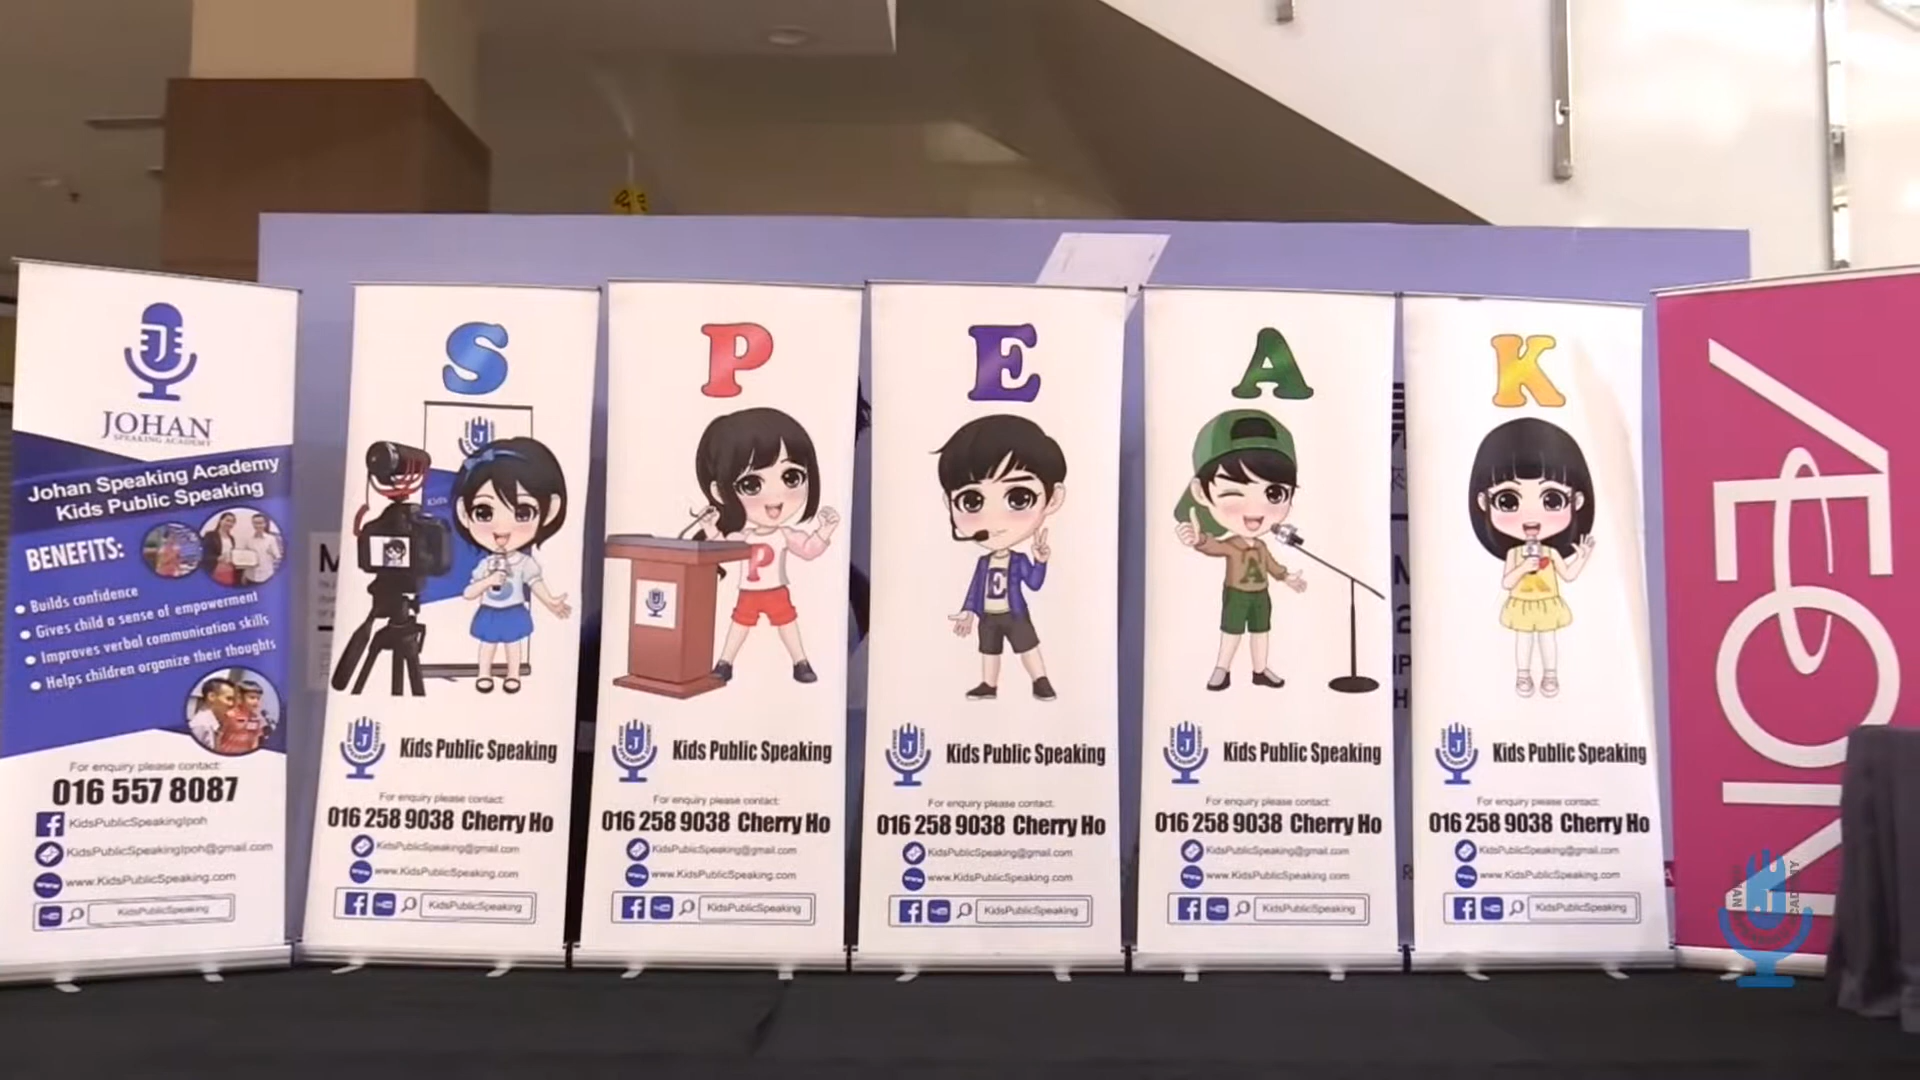 JOHAN
SPEAKING ACADEMY
Johan Speaking Academy
Kids Public Speaking
BENEFITS:
Builds confidence
Gives child a sense of empowerment
Improves verbal communication skills
Helps children organize their thoughts
For enquiry please contact:
016 557 8087
KidsPublicSpeakingIpoh
KidsPublicSpeakingIpoh@gmail.com
www.KidsPublicSpeaking.com
KidsPublicSpeaking
S
Kids Public Speaking
For enquiry please contact:
016 258 9038 Cherry Ho
KidsPublicSpeaking@gmail.com
www.KidsPublicSpeaking.com
KidsPublicSpeaking
P
P
Kids Public Speaking
For enquiry please contact:
016 258 9038 Cherry Ho
KidsPublicSpeaking@gmail.com
www.KidsPublicSpeaking.com
KidsPublicSpeaking
E
E
Kids Public Speaking
For enquiry please contact:
016 258 9038 Cherry Ho
KidsPublicSpeaking@gmail.com
www.KidsPublicSpeaking.com
KidsPublicSpeaking
A
A
Kids Public Speaking
For enquiry please contact:
016 258 9038 Cherry Ho
KidsPublicSpeaking@gmail.com
www.KidsPublicSpeaking.com
KidsPublicSpeaking
K
Kids Public Speaking
For enquiry please contact:
016 258 9038 Cherry Ho
KidsPublicSpeaking@gmail.com
www.KidsPublicSpeaking.com
KidsPublicSpeaking
AEON